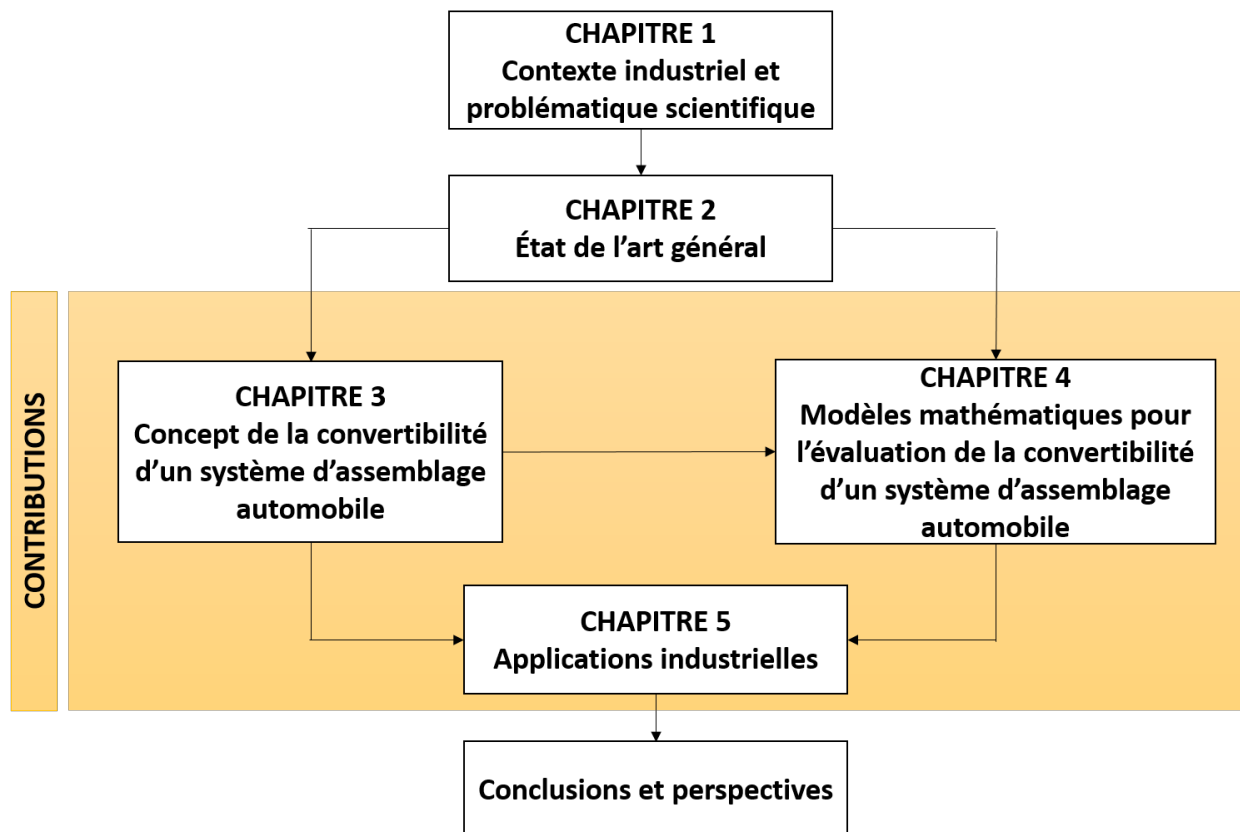 CHAPITRE 1
Contexte industriel et
problématique scientifique
CHAPITRE 2
État de l’art général
CONTRIBUTIONS
CHAPITRE 3
Concept de la convertibilité
d’un système d’assemblage
automobile
CHAPITRE 4
Modèles mathématiques pour
l’évaluation de la convertibilité
d’un système d’assemblage
automobile
CHAPITRE 5
Applications industrielles
Conclusions et perspectives